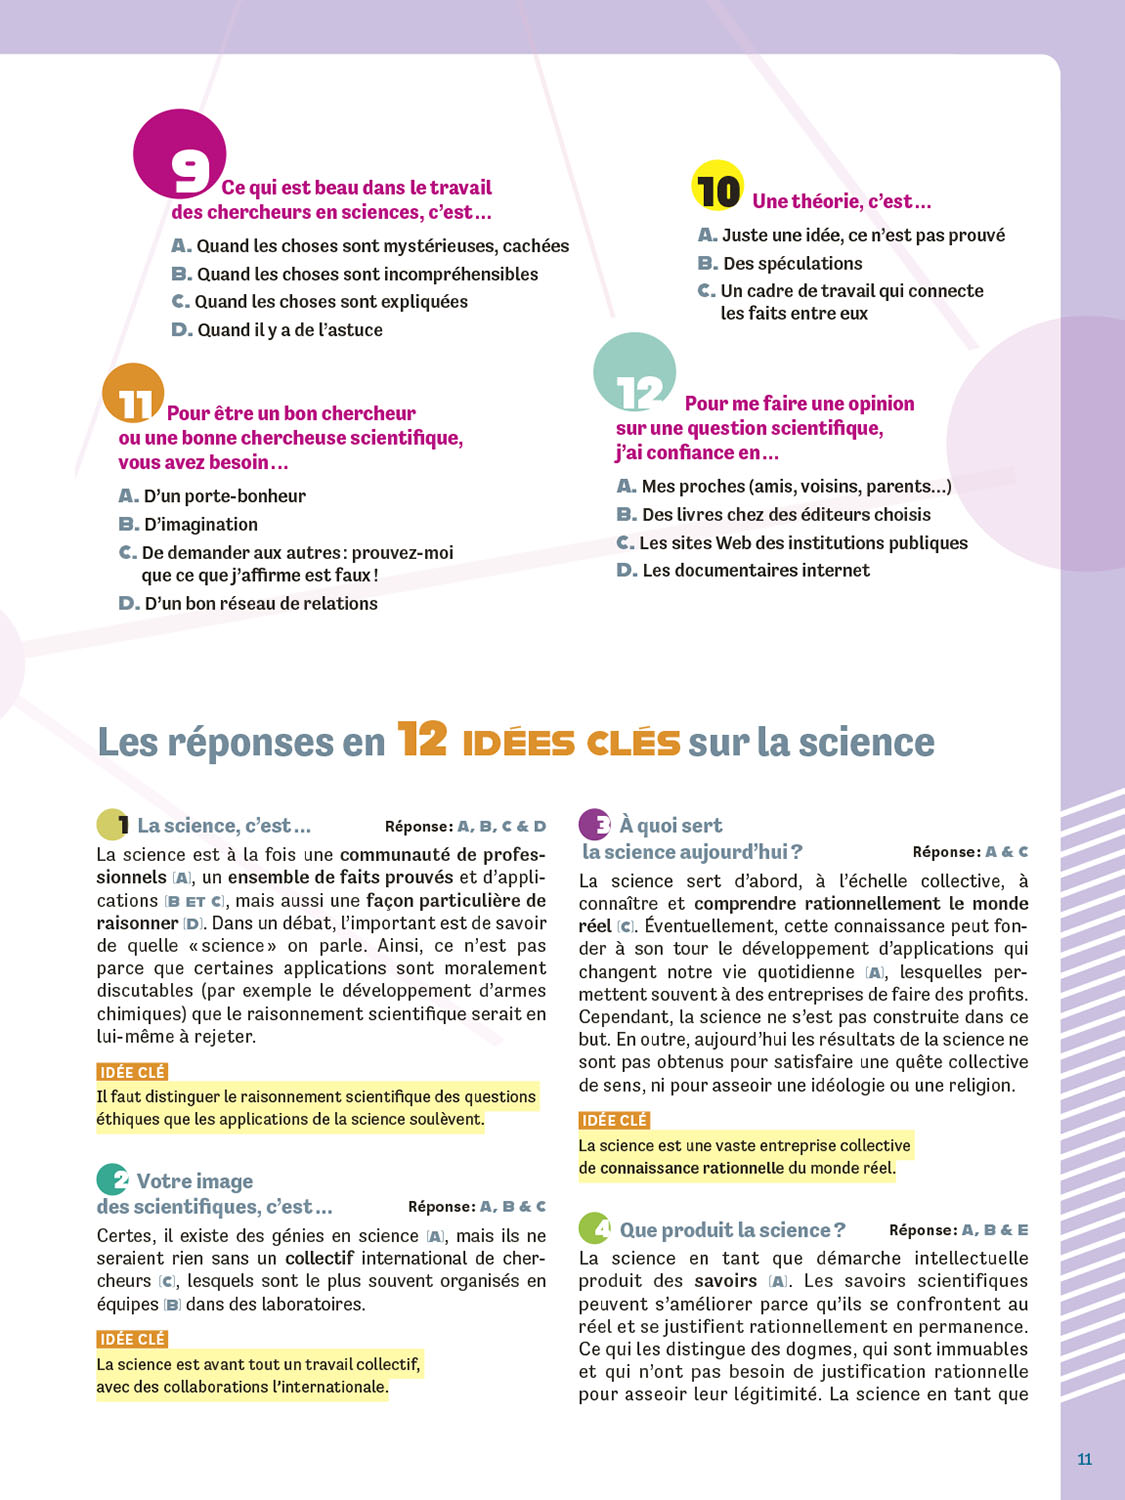 9 Ce qui est beau dans le travail
des chercheurs en sciences, c’est...
A. Quand les choses sont mystérieuses, cachées
B. Quand les choses sont incompréhensibles
C. Quand les choses sont expliquées
D. Quand il y a de l’astuce
10 Une théorie, c’est...
A. Juste une idée, ce n’est pas prouvé
B. Des spéculations
C. Un cadre de travail qui connecte
les faits entre eux
11 Pour être un bon chercheur
ou une bonne chercheuse scientifique,
vous avez besoin...
A. D’un porte-bonheur
B. D’imagination
C. De demander aux autres : prouvez-moi
que ce que j’affirme est faux !
D. D’un bon réseau de relations
12 Pour me faire une opinion
sur une question scientifique,
j’ai confiance en...
A. Mes proches (amis, voisins, parents...)
B. Des livres chez des éditeurs choisis
C. Les sites Web des institutions publiques
D. Les documentaires internet
Les réponses en 12 IDÉES CLÉS sur la science
1 La science, c’est... Réponse : A, B, C & D
La science est à la fois une communauté de profes-
sionnels [A], un ensemble de faits prouvés et d’appli-
cations [B ET C], mais aussi une façon particulière de
raisonner [D]. Dans un débat, l’important est de savoir
de quelle « science » on parle. Ainsi, ce n’est pas
parce que certaines applications sont moralement
discutables (par exemple le développement d’armes
chimiques) que le raisonnement scientifique serait en
lui-même à rejeter.
IDÉE CLÉ
Il faut distinguer le raisonnement scientifique des questions
éthiques que les applications de la science soulèvent.
2 Votre image
des scientifiques, c’est... Réponse : A, B & C
Certes, il existe des génies en science [A], mais ils ne
seraient rien sans un collectif international de cher-
cheurs [C], lesquels sont le plus souvent organisés en
équipes [B] dans des laboratoires.
IDÉE CLÉ
La science est avant tout un travail collectif,
avec des collaborations l’internationale.
3 À quoi sert
la science aujourd’hui ? Réponse : A & C
La science sert d’abord, à l’échelle collective, à
connaître et comprendre rationnellement le monde
réel [C]. Éventuellement, cette connaissance peut fon-
der à son tour le développement d’applications qui
changent notre vie quotidienne [A], lesquelles per-
mettent souvent à des entreprises de faire des profits.
Cependant, la science ne s’est pas construite dans ce
but. En outre, aujourd’hui les résultats de la science ne
sont pas obtenus pour satisfaire une quête collective
de sens, ni pour asseoir une idéologie ou une religion.
IDÉE CLÉ
La science est une vaste entreprise collective
de connaissance rationnelle du monde réel.
4 Que produit la science ? Réponse : A, B & E
La science en tant que démarche intellectuelle
produit des savoirs [A]. Les savoirs scientifiques
peuvent s’améliorer parce qu’ils se confrontent au
réel et se justifient rationnellement en permanence.
Ce qui les distingue des dogmes, qui sont immuables
et qui n’ont pas besoin de justification rationnelle
pour asseoir leur légitimité. La science en tant que
11